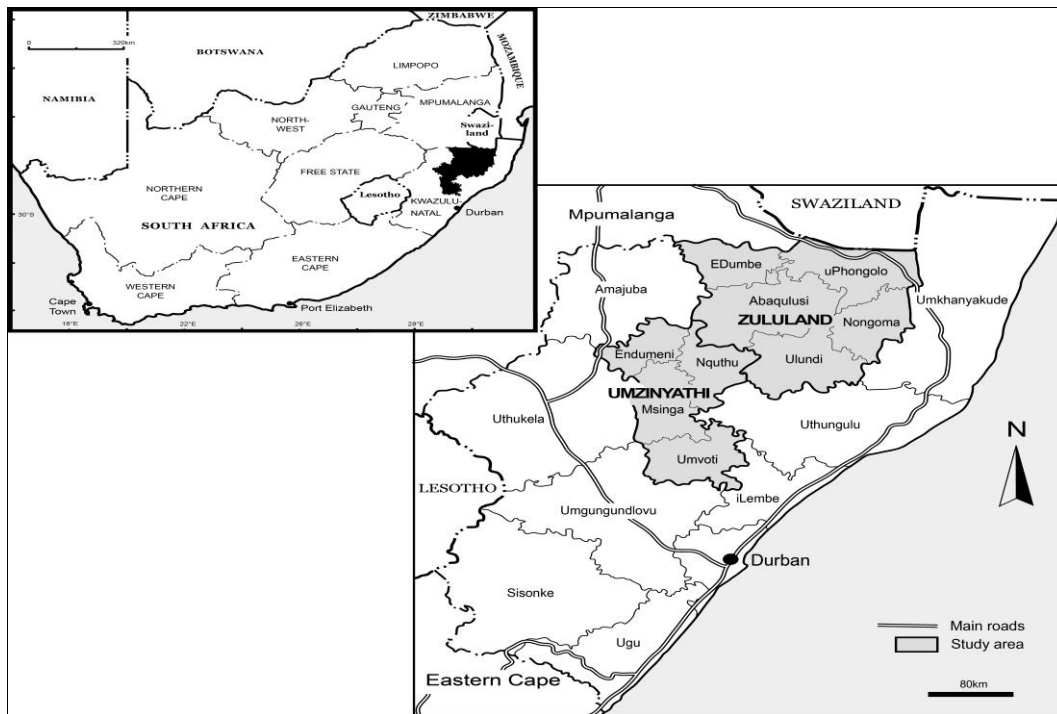 ZIMBABWE
0
320km
BOTSWANA
MOZAMBIQUE
LIMPOPO
NAMIBIA
GAUTENG
MPUMALANGA
NORTH-
WEST
Swazi-
land
FREE STATE
NORTHERN
CAPE
Lesotho
KWAZULU-
NATAL
Durban
30°S
SOUTH AFRICA
EASTERN
CAPE
WESTERN
CAPE
Cape
Town
Port Elizabeth
18°E
22°E
26°E
SWAZILAND
Mpumalanga
EDumbe
uPhongolo
Amajuba
Umkhanyakude
Abaqulusi
ZULULAND
Nongoma
Endumeni
Nquthu
Ulundi
UMZINYATHI
Msinga
Uthukela
Uthungulu
N
Umvoti
LESOTHO
iLembe
Umgungundlovu
Durban
Sisonke
Main roads
Ugu
Study area
Eastern Cape
80km